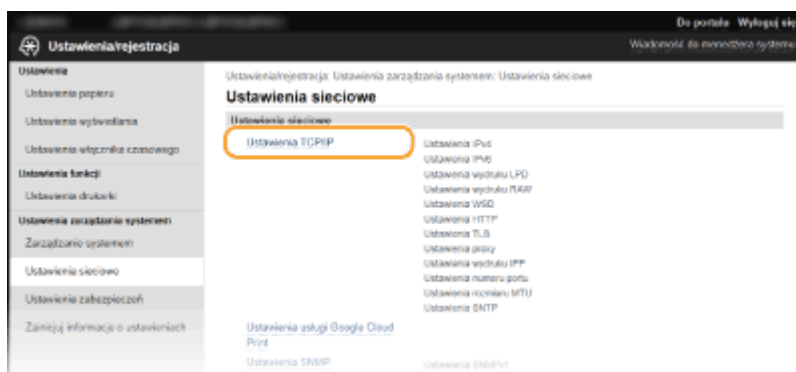 Do portalu Wyloguj się
Ustawienia/rejestracja
Wiadomość do menedżera systemu
Ustawienia
Ustawienia papieru
Ustawienia wyświetlania
Ustawienia włącznika czasowego
Ustawienia funkcji
Ustawienia drukarki
Ustawienia zarządzania systemem
Zarządzanie systemem
Ustawienia sieciowe
Ustawienia zabezpieczeń
Zainicjuj informacje o ustawieniach
Ustawienia/rejestracja: Ustawienia zarządzania systemem: Ustawienia sieciowe
Ustawienia sieciowe
Ustawienia sieciowe
Ustawienia TCP/IP
Ustawienia IPv4
Ustawienia IPv6
Ustawienia wydruku LPD
Ustawienia wydruku RAW
Ustawienia WSD
Ustawienia HTTP
Ustawienia TLS
Ustawienia proxy
Ustawienia wydruku IPP
Ustawienia numeru portu
Ustawienia rozmiaru MTU
Ustawienia SNTP
Ustawienia usługi Google Cloud
Print
Ustawienia SNMP
Ustawienia SNMPv1